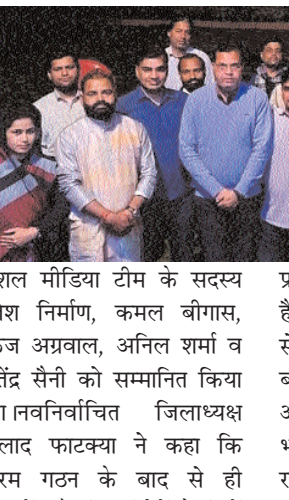 शल मीडिया टीम के सदस्य
श निर्माण, कमल बीगास,
ज अग्रवाल, अनिल शर्मा व
तेंद्र सैनी को सम्मानित किया
ा।नवनिर्वाचित जिलाध्यक्ष
लाद फाटक्या ने कहा कि
रम गठन के बाद से ही